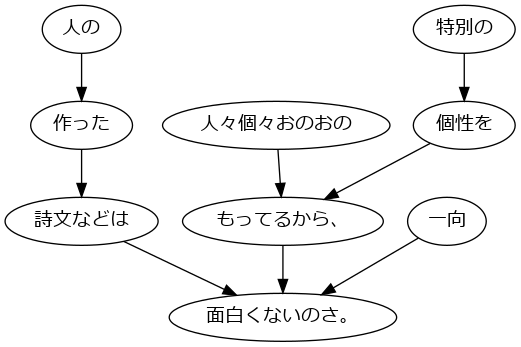 人の
特別の
作った
人々個々おのおの
個性を
詩文などは
もってるから、
一向
面白くないのさ。